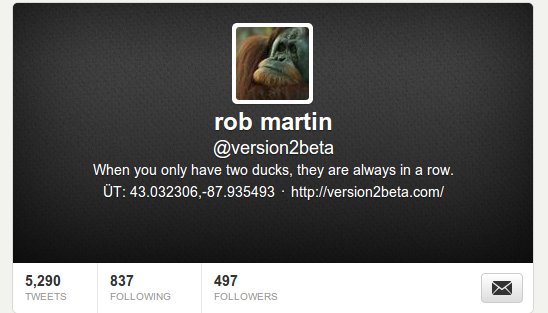 rob martin
@version2beta
When you only have two ducks, they are always in a row.
ÜT: 43.032306,-87.935493 · http://version2beta.com/
5,290 837 497
TWEETS FOLLOWING FOLLOWERS